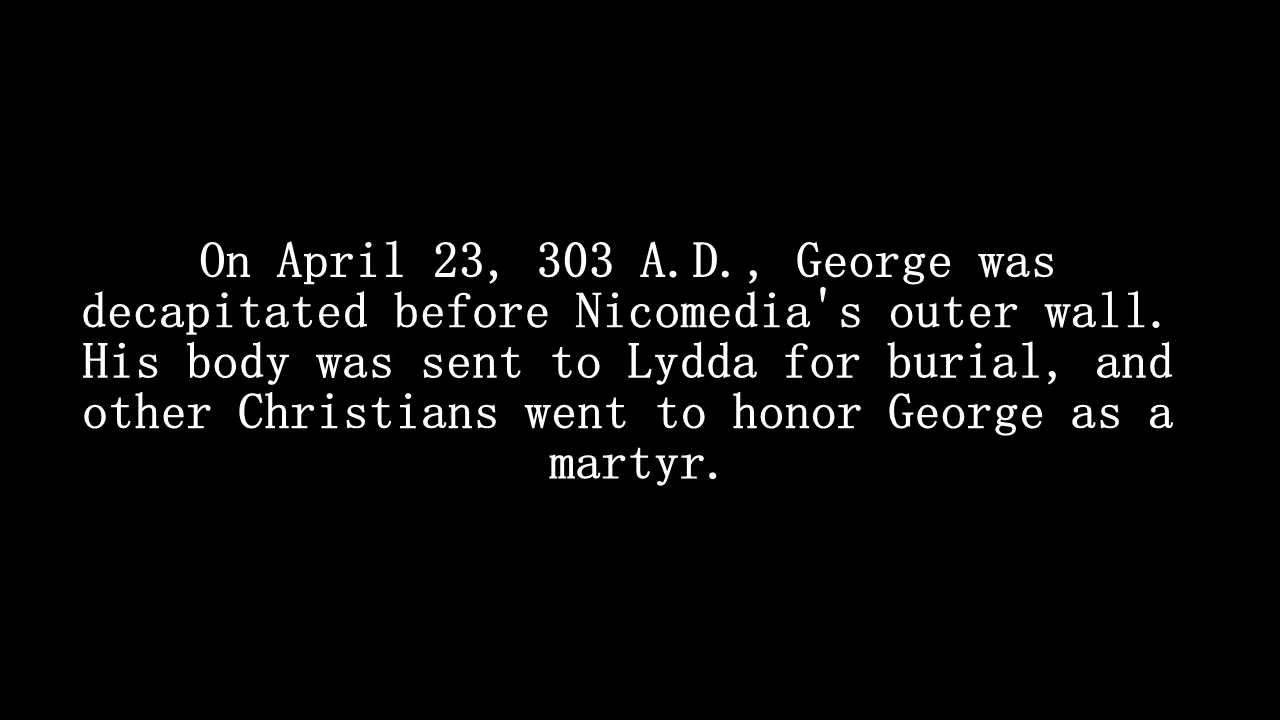 On April 23, 303 A.D., George was
decapitated before Nicomedia's outer wall.
His body was sent to Lydda for burial, and
other Christians went to honor George as a
martyr.